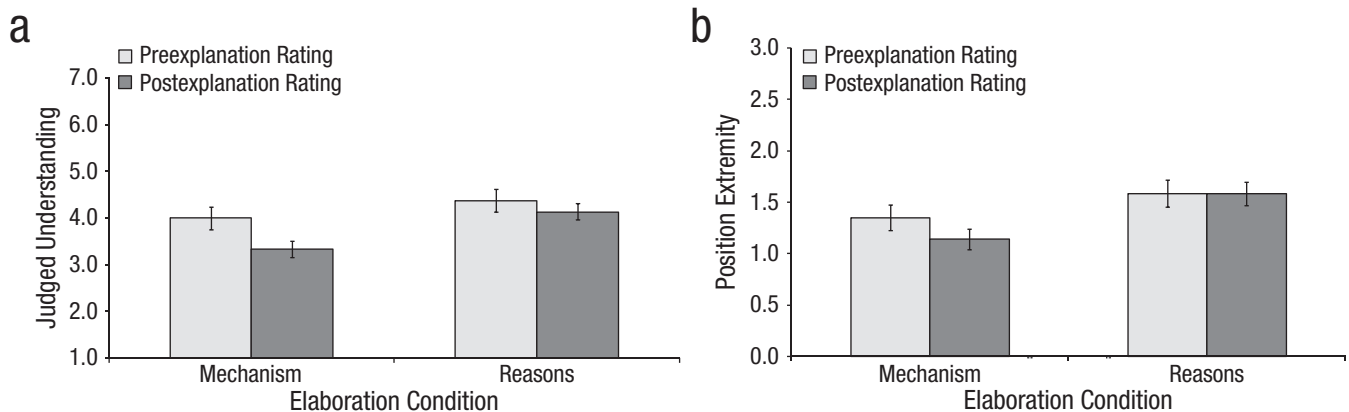 a
Preexplanation Rating
Postexplanation Rating
7.0
6.0
5.0
4.0
3.0
2.0
1.0
Judged Understanding
Mechanism
Reasons
Elaboration Condition
b
Preexplanation Rating
Postexplanation Rating
3.0
2.5
2.0
1.5
1.0
0.5
0.0
Position Extremity
Mechanism
Reasons
Elaboration Condition